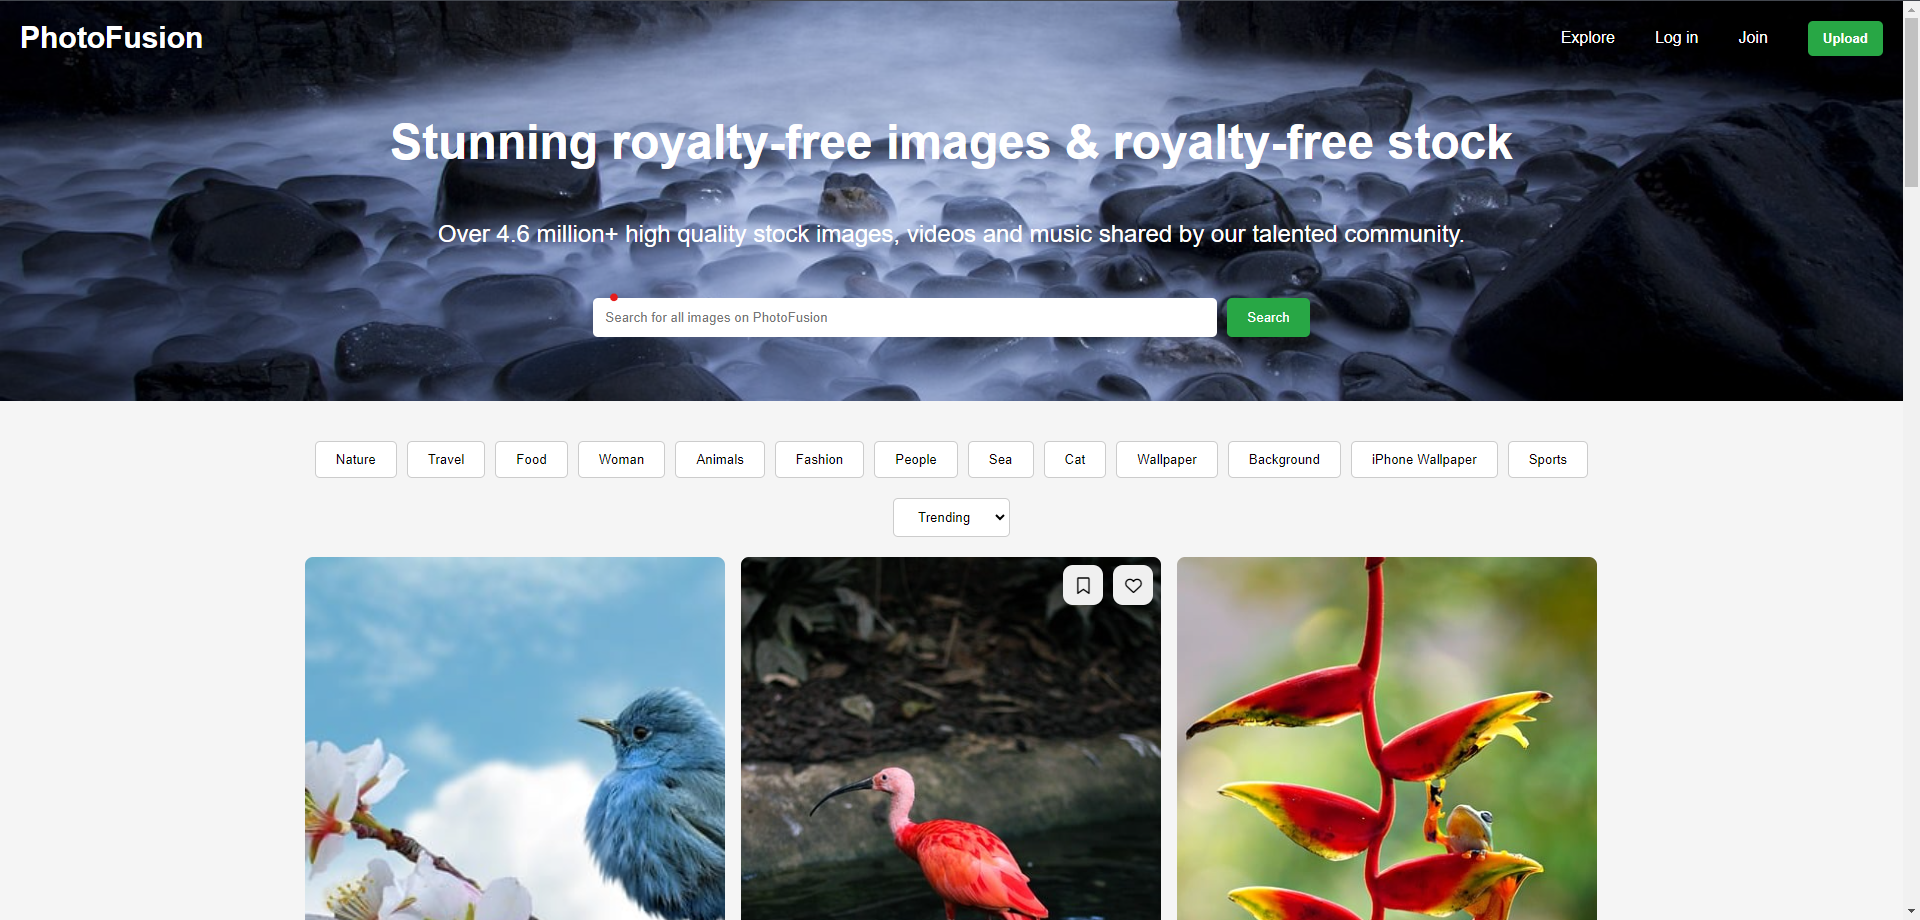 PhotoFusion
Explore Log in Join Upload
Stunning royalty-free images & royalty-free stock
Over 4.6 million+ high quality stock images, videos and music shared by our talented community.
Search for all images on PhotoFusion Search
Nature Travel Food Woman Animals Fashion People Sea Cat Wallpaper Background iPhone Wallpaper Sports
Trending